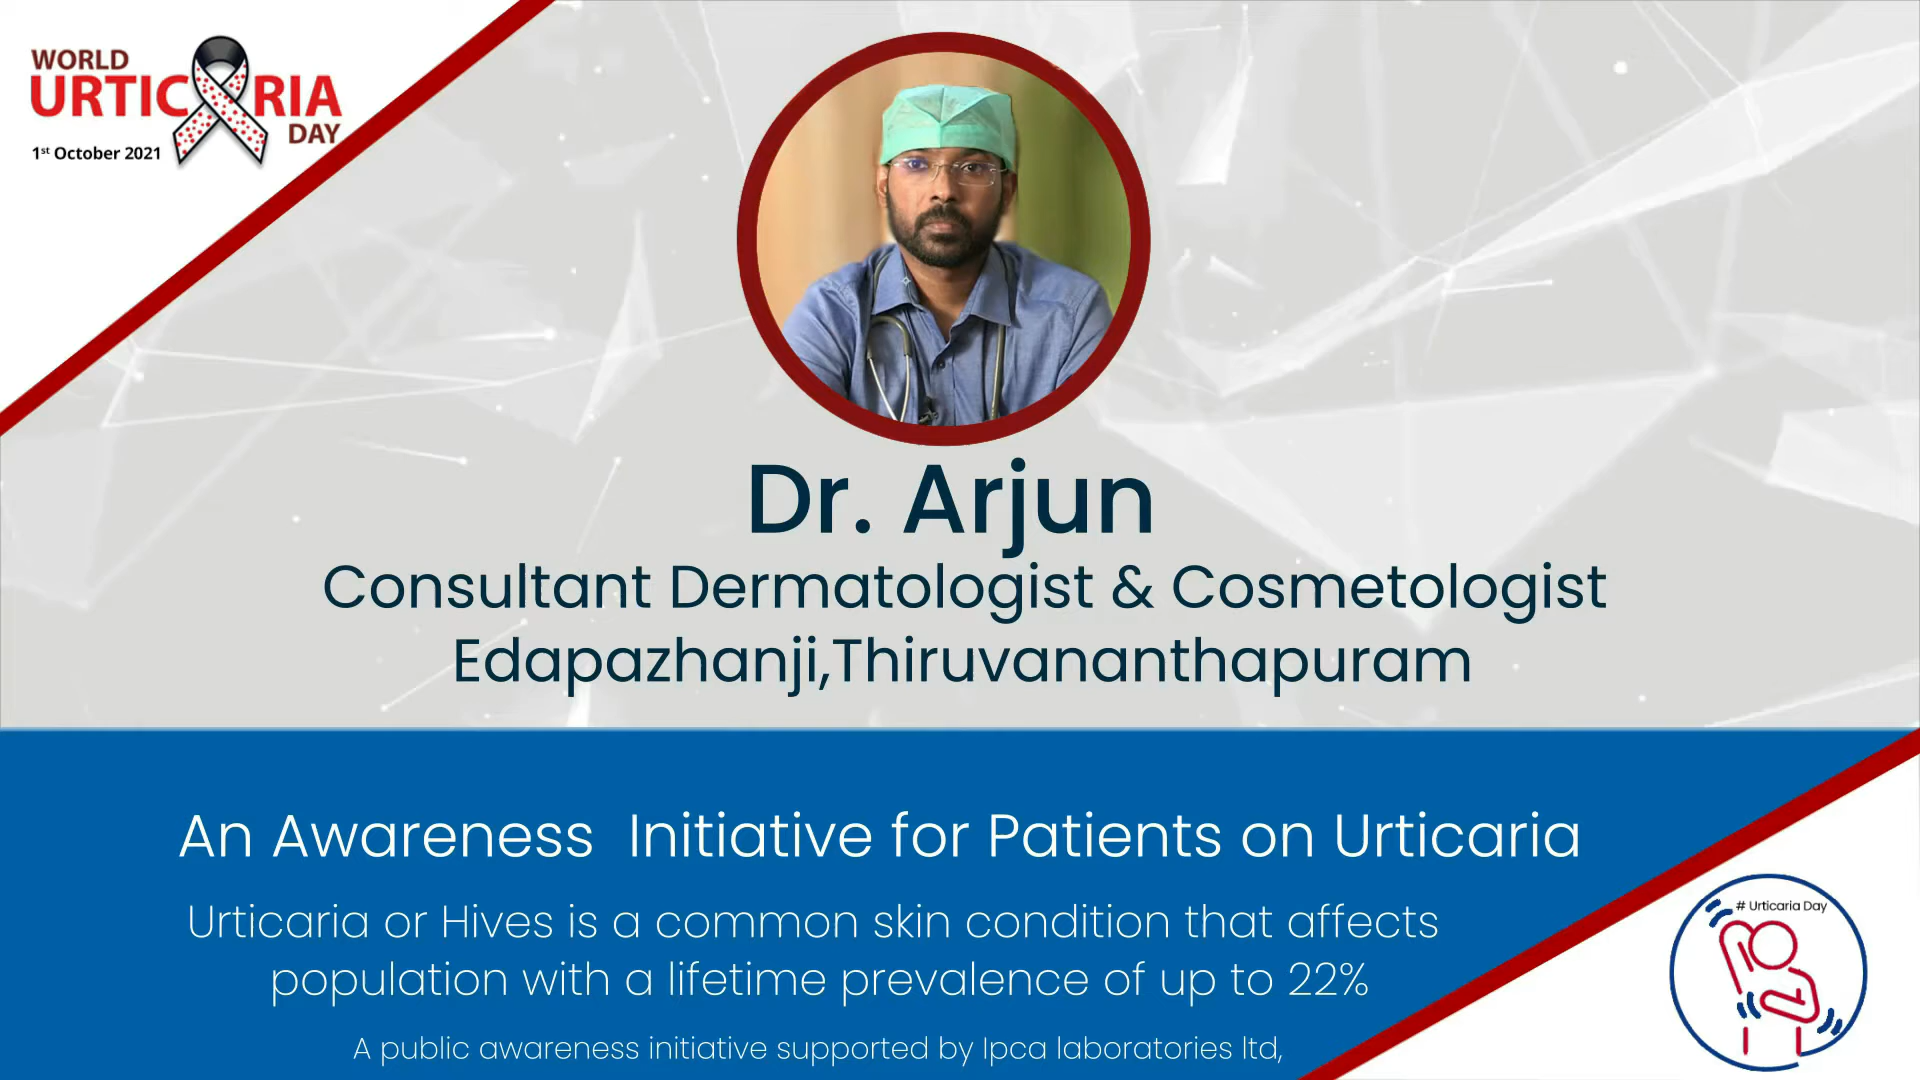 WORLD
URTICARIA
DAY
1st October 2021
Dr. Arjun
Consultant Dermatologist & Cosmetologist
Edapazhanji,Thiruvananthapuram
An Awareness  Initiative for Patients on Urticaria
Urticaria or Hives is a common skin condition that affects
population with a lifetime prevalence of up to 22%
A public awareness initiative supported by Ipca laboratories ltd,
# Urticaria Day